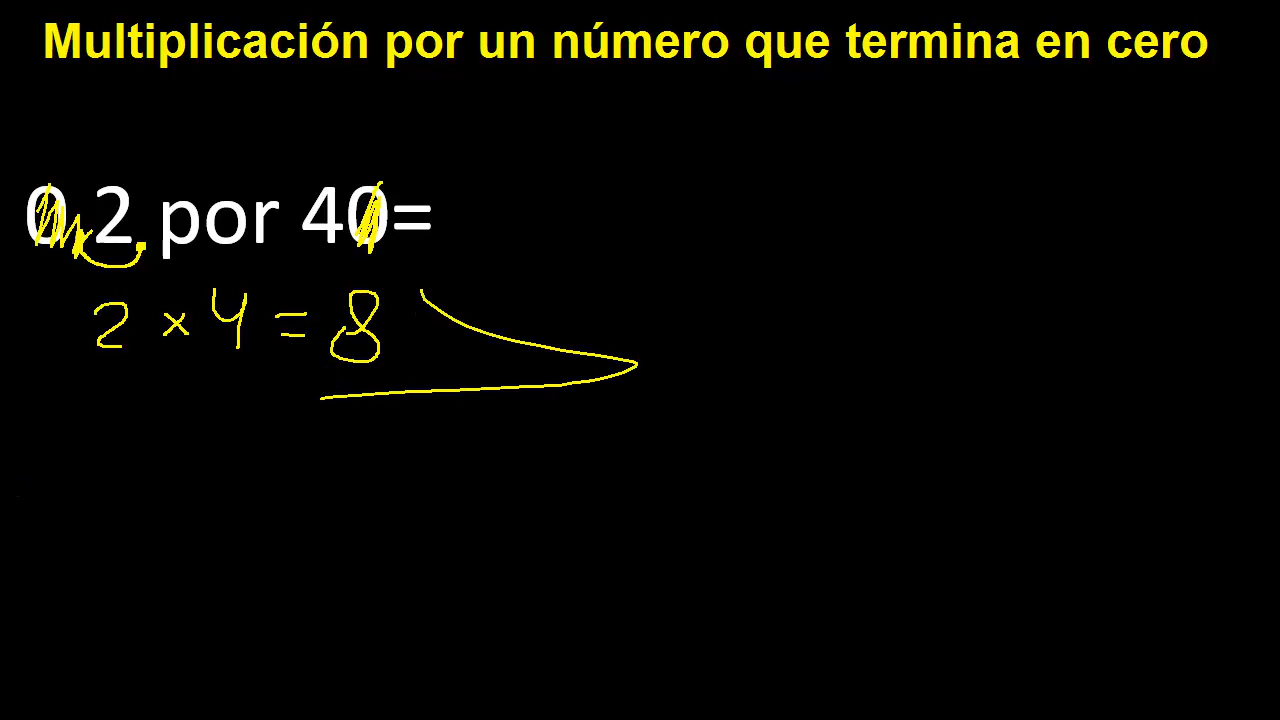 Multiplicación por un número que termina en cero
0.2. por 40=
2 × 4 = 8